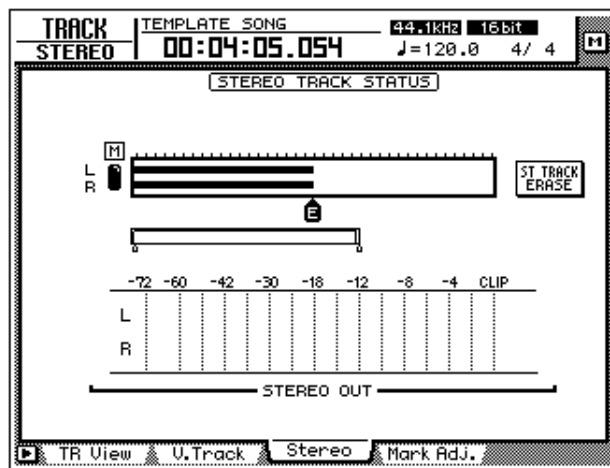 TRACK
STEREO
TEMPLATE SONG
00:04:05.054
44.1kHz 16bit
♩=120.0 4/ 4
M
STEREO TRACK STATUS
M
L
R
E
ST TRACK
ERASE
-72 -60 -42 -30 -18 -12 -8 -4 CLIP
L
R
STEREO OUT
TR View V.Track Stereo Mark Adj.